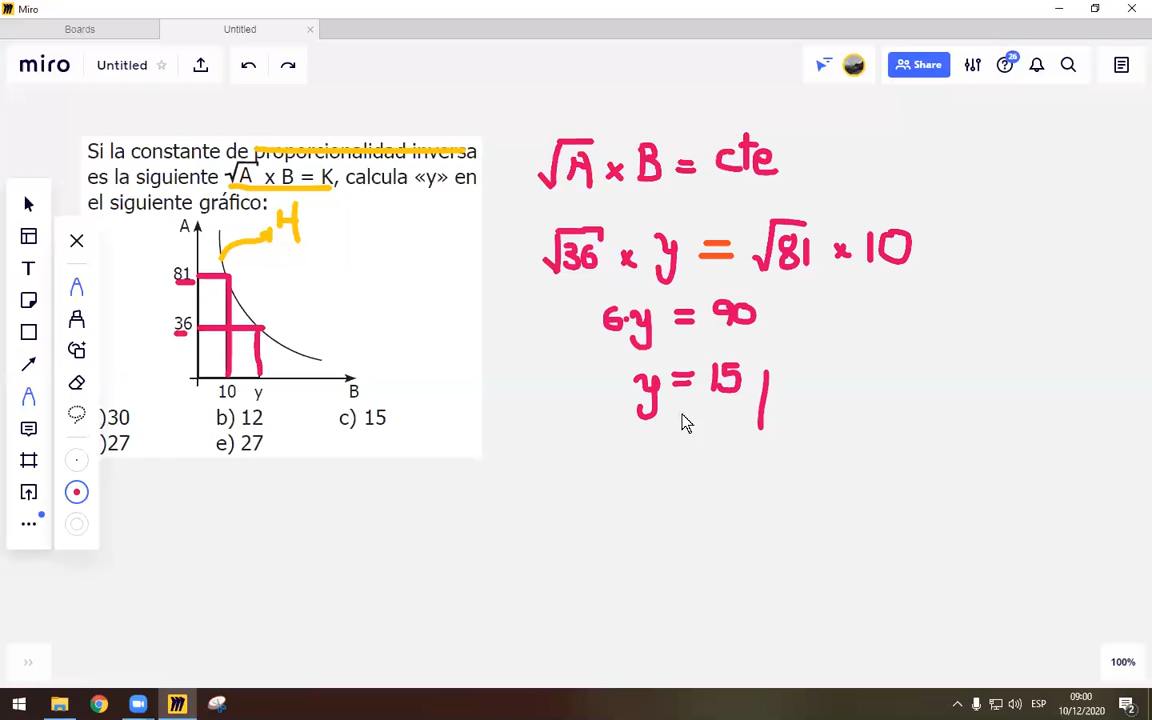 Miro
Boards
Untitled
miro
Untitled
Share
26
Si la constante de proporcionalidad inversa
es la siguiente √A x B = K, calcula «y» en
el siguiente gráfico:
A
H
81
36
10
y
B
)30
b) 12
c) 15
)27
e) 27
√A x B = cte
√36 x y = √81 x 10
6·y = 90
y = 15
100%
09:00
ESP
10/12/2020
2